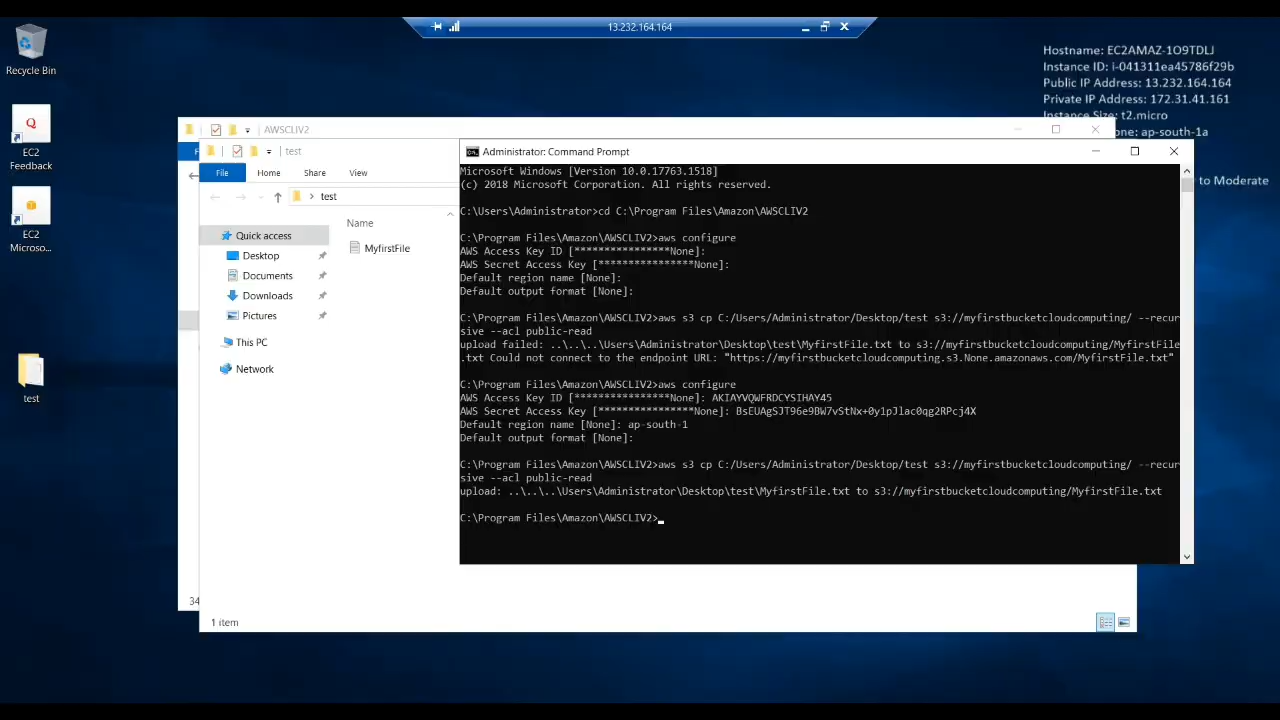 13.232.164.164
Recycle Bin
EC2
Feedback
EC2
Microso...
test
Hostname: EC2AMAZ-1O9TDLJ
Instance ID: i-041311ea45786f29b
Public IP Address: 13.232.164.164
Private IP Address: 172.31.41.161
Instance Size: t2.micro
one: ap-south-1a
to Moderate
AWSCLIV2
test
File Home Share View
test
Name
MyfirstFile
Quick access
Desktop
Documents
Downloads
Pictures
This PC
Network
34
1 item
Administrator: Command Prompt
Microsoft Windows [Version 10.0.17763.1518]
(c) 2018 Microsoft Corporation. All rights reserved.
C:\Users\Administrator>cd C:\Program Files\Amazon\AWSCLIV2
C:\Program Files\Amazon\AWSCLIV2>aws configure
AWS Access Key ID [****************None]:
AWS Secret Access Key [****************None]:
Default region name [None]:
Default output format [None]:
C:\Program Files\Amazon\AWSCLIV2>aws s3 cp C:/Users/Administrator/Desktop/test s3://myfirstbucketcloudcomputing/ --recur
sive --acl public-read
upload failed: ..\..\..\Users\Administrator\Desktop\test\MyfirstFile.txt to s3://myfirstbucketcloudcomputing/MyfirstFile
.txt Could not connect to the endpoint URL: "https://myfirstbucketcloudcomputing.s3.None.amazonaws.com/MyfirstFile.txt"
C:\Program Files\Amazon\AWSCLIV2>aws configure
AWS Access Key ID [****************None]: AKIAYVQWFRDCYSIHAY45
AWS Secret Access Key [****************None]: 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
Default region name [None]: ap-south-1
Default output format [None]:
C:\Program Files\Amazon\AWSCLIV2>aws s3 cp C:/Users/Administrator/Desktop/test s3://myfirstbucketcloudcomputing/ --recur
sive --acl public-read
upload: ..\..\..\Users\Administrator\Desktop\test\MyfirstFile.txt to s3://myfirstbucketcloudcomputing/MyfirstFile.txt
C:\Program Files\Amazon\AWSCLIV2>